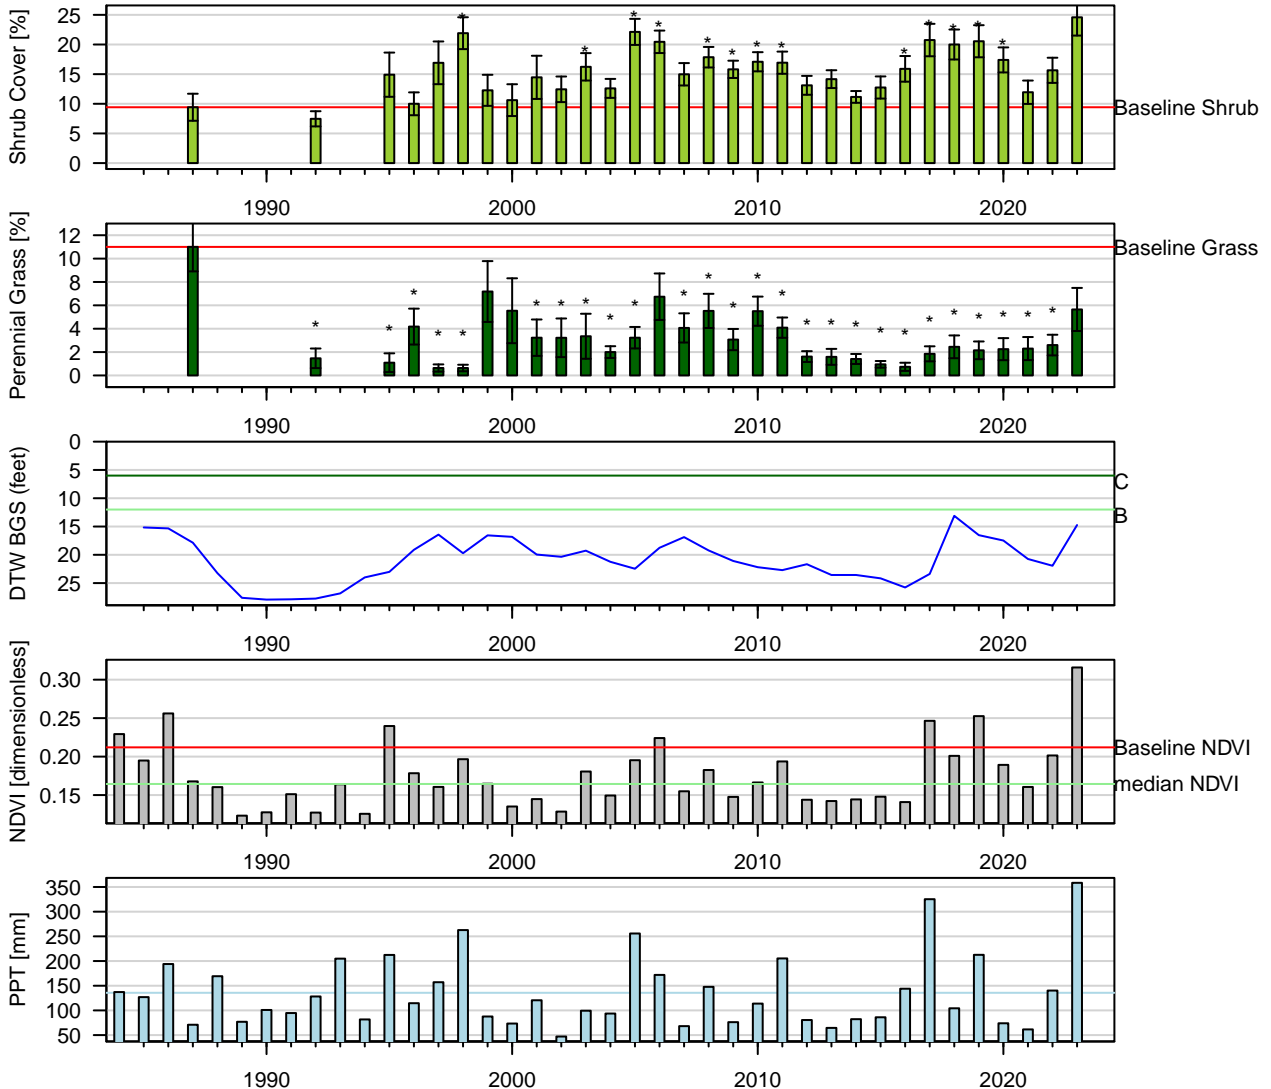 Shrub Cover [%]
25
20
15
10
5
0
* * * * * * * * * * * * * *
Baseline Shrub
1990 2000 2010 2020
Perennial Grass [%]
12
10
8
6
4
2
0
* * * * * * * * * * * * * * * * * * * * * * * *
Baseline Grass
1990 2000 2010 2020
DTW BGS (feet)
0
5
10
15
20
25
C
B
1990 2000 2010 2020
NDVI [dimensionless]
0.30
0.25
0.20
0.15
Baseline NDVI
median NDVI
1990 2000 2010 2020
PPT [mm]
350
300
250
200
150
100
50
1990 2000 2010 2020